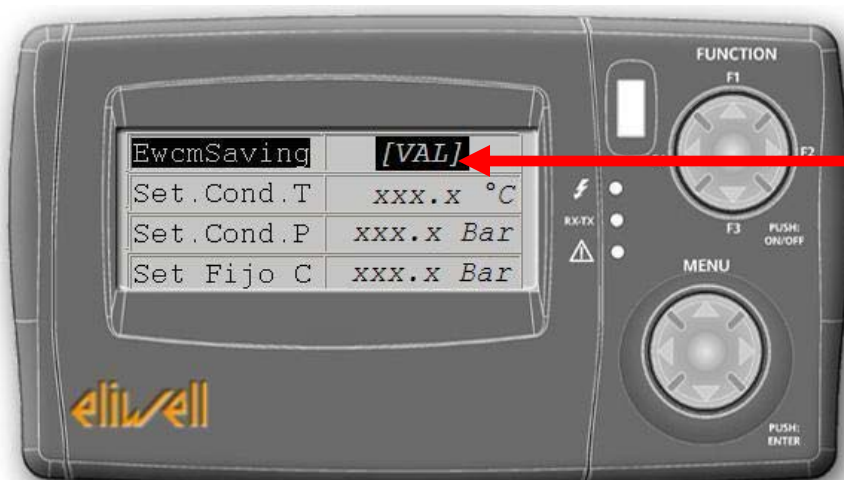 FUNCTION
F1
EwcmSaving [VAL]
F2
Set.Cond.T xxx.x °C
Set.Cond.P xxx.x Bar
RX-TX
F3
PUSH:
ON/OFF
Set Fijo C xxx.x Bar
MENU
eliwell
PUSH:
ENTER